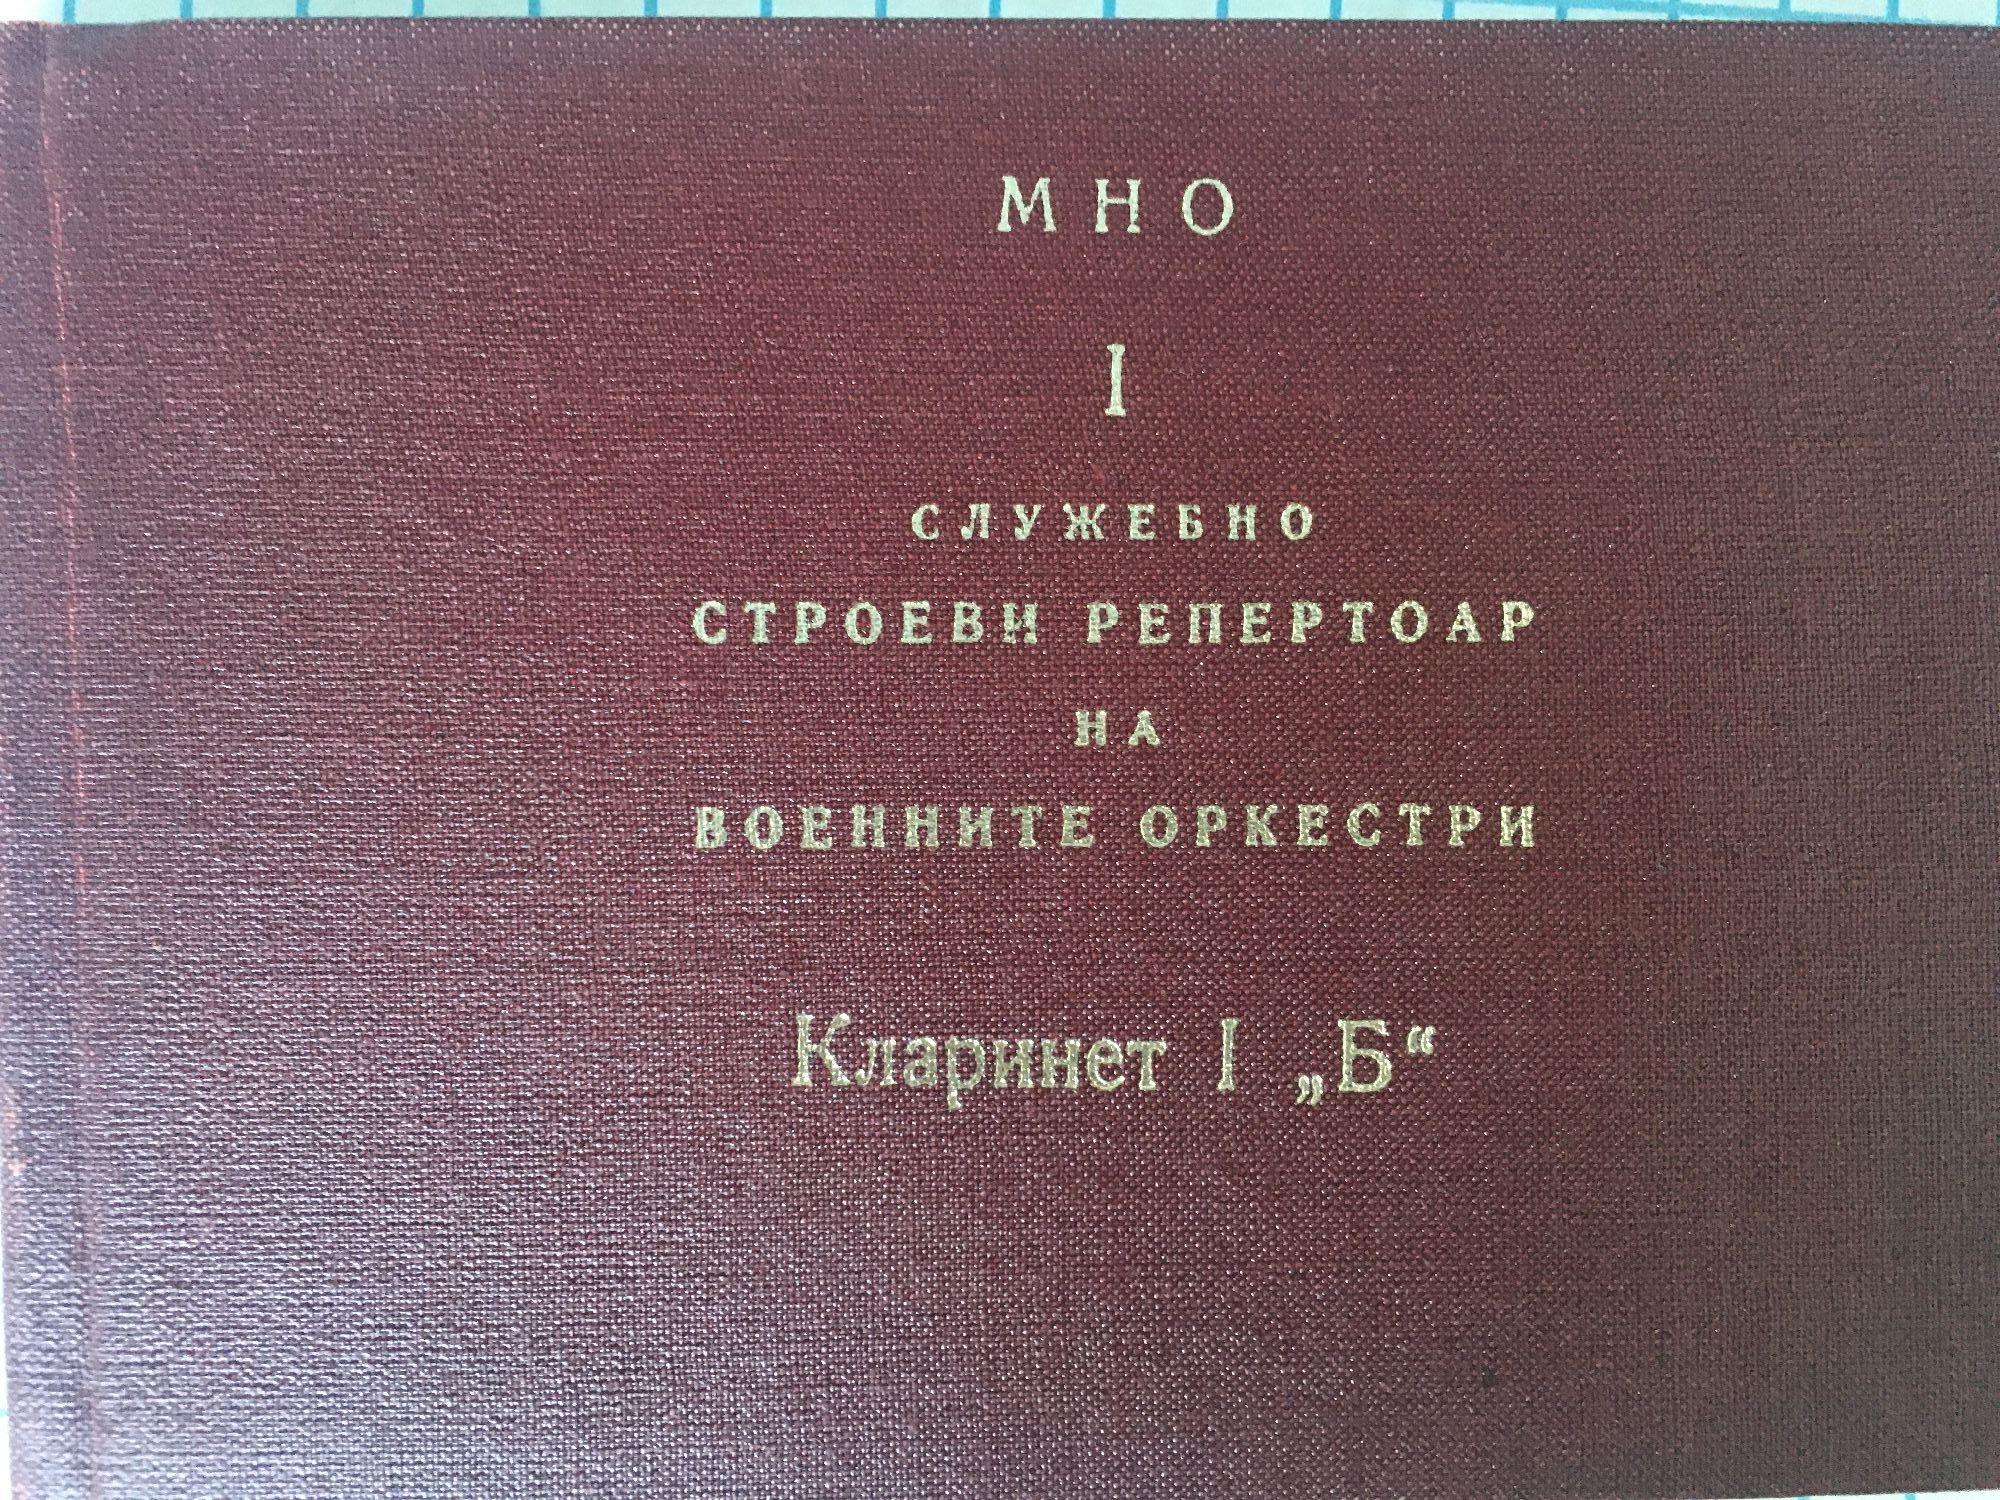 МНО
I
СЛУЖЕБНО
СТРОЕВИ РЕПЕРТОАР
НА
ВОЕННИТЕ ОРКЕСТРИ
Кларинет I „Б“